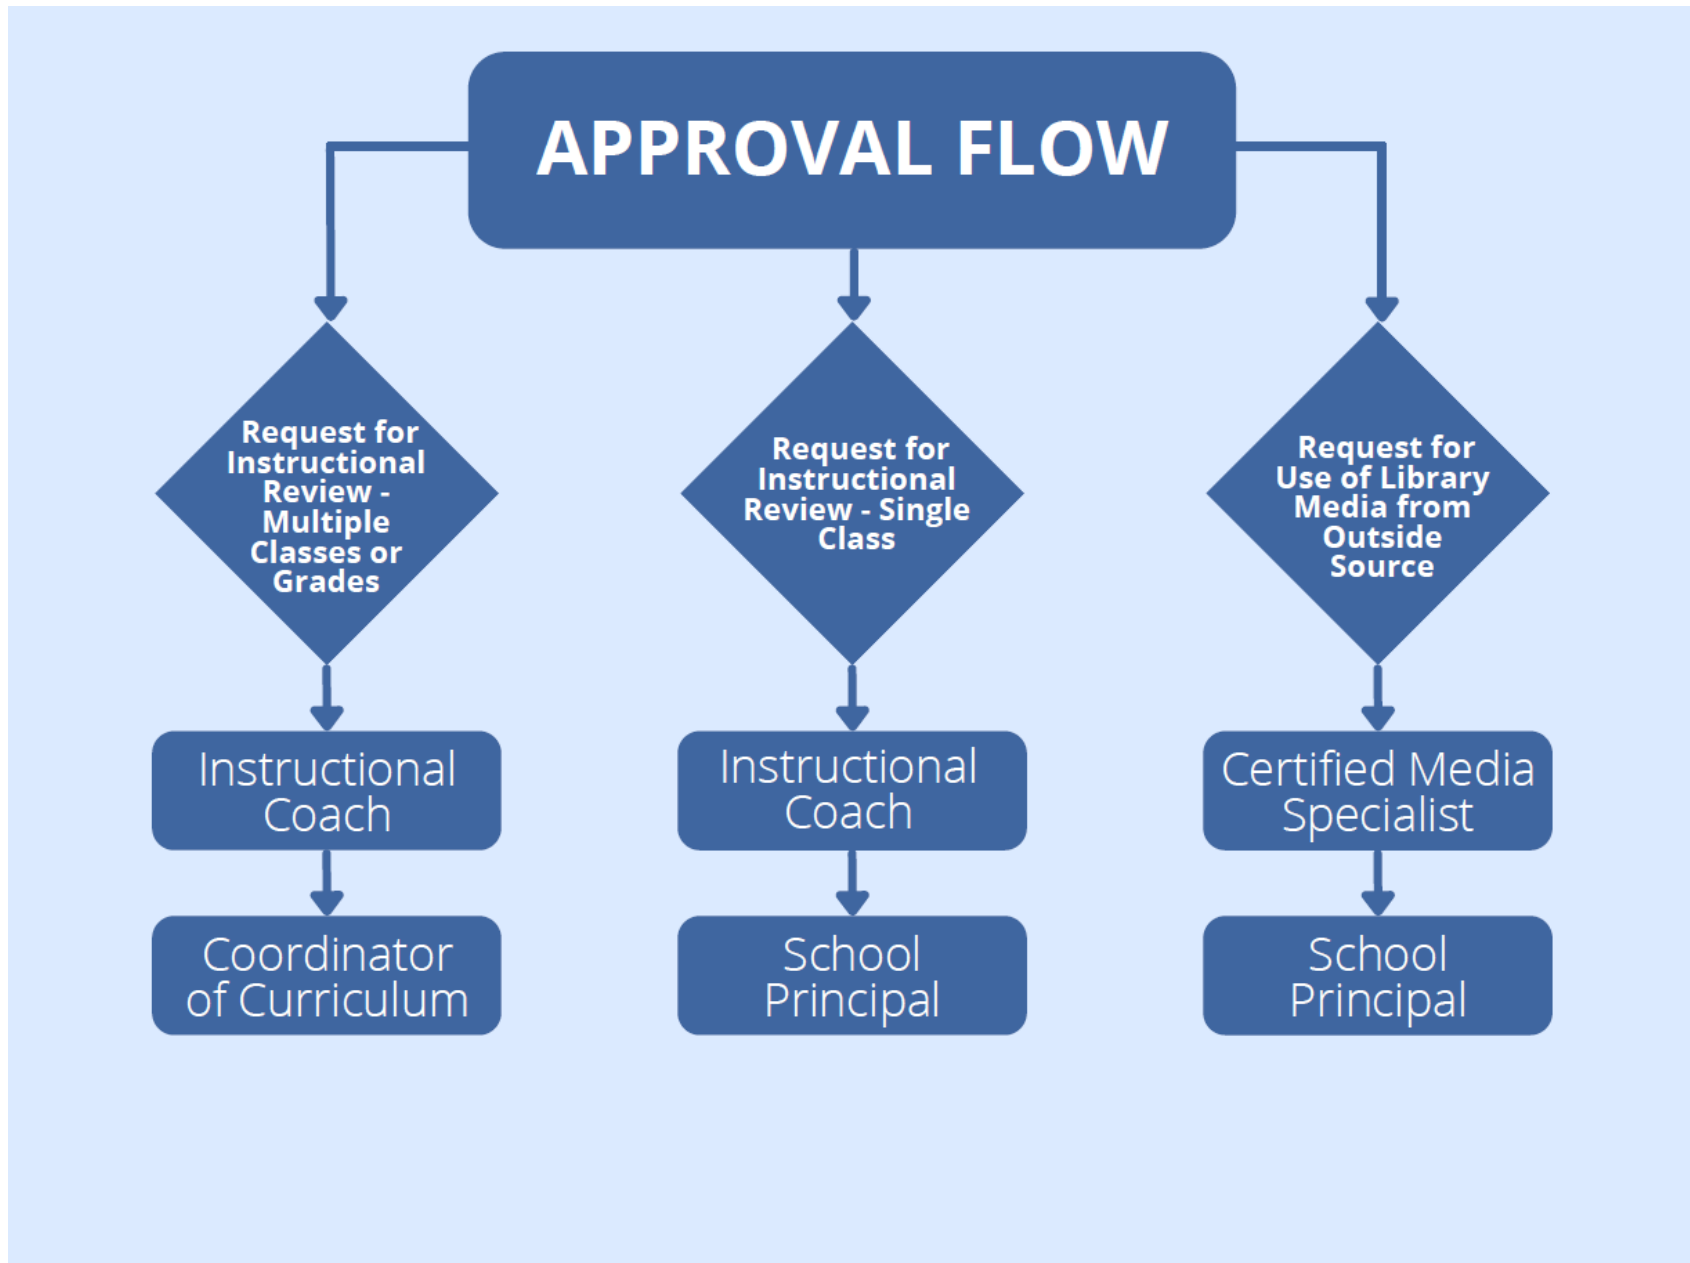 APPROVAL FLOW
Request for
Instructional
Review -
Multiple
Classes or
Grades
Request for
Instructional
Review - Single
Class
Request for
Use of Library
Media from
Outside
Source
Instructional
Coach
Instructional
Coach
Certified Media
Specialist
Coordinator
of Curriculum
School
Principal
School
Principal